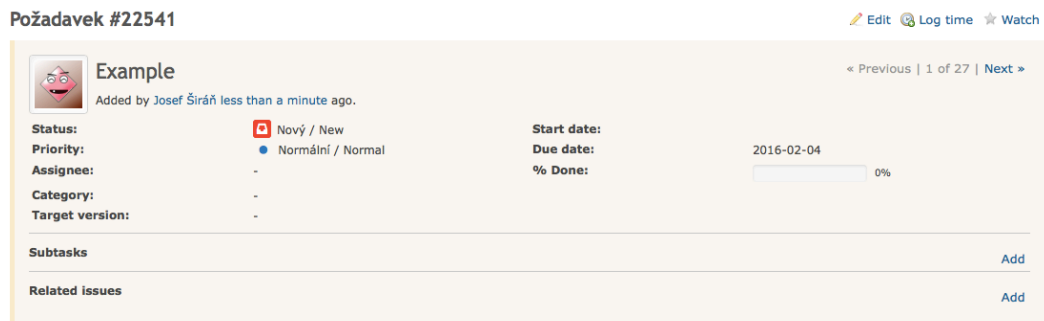 Požadavek #22541
Edit Log time Watch
Example
« Previous | 1 of 27 | Next »
Added by Josef Širáň less than a minute ago.
Status: Nový / New Start date:
Priority: Normální / Normal Due date: 2016-02-04
Assignee: - % Done: 0%
Category: -
Target version: -
Subtasks
Add
Related issues
Add